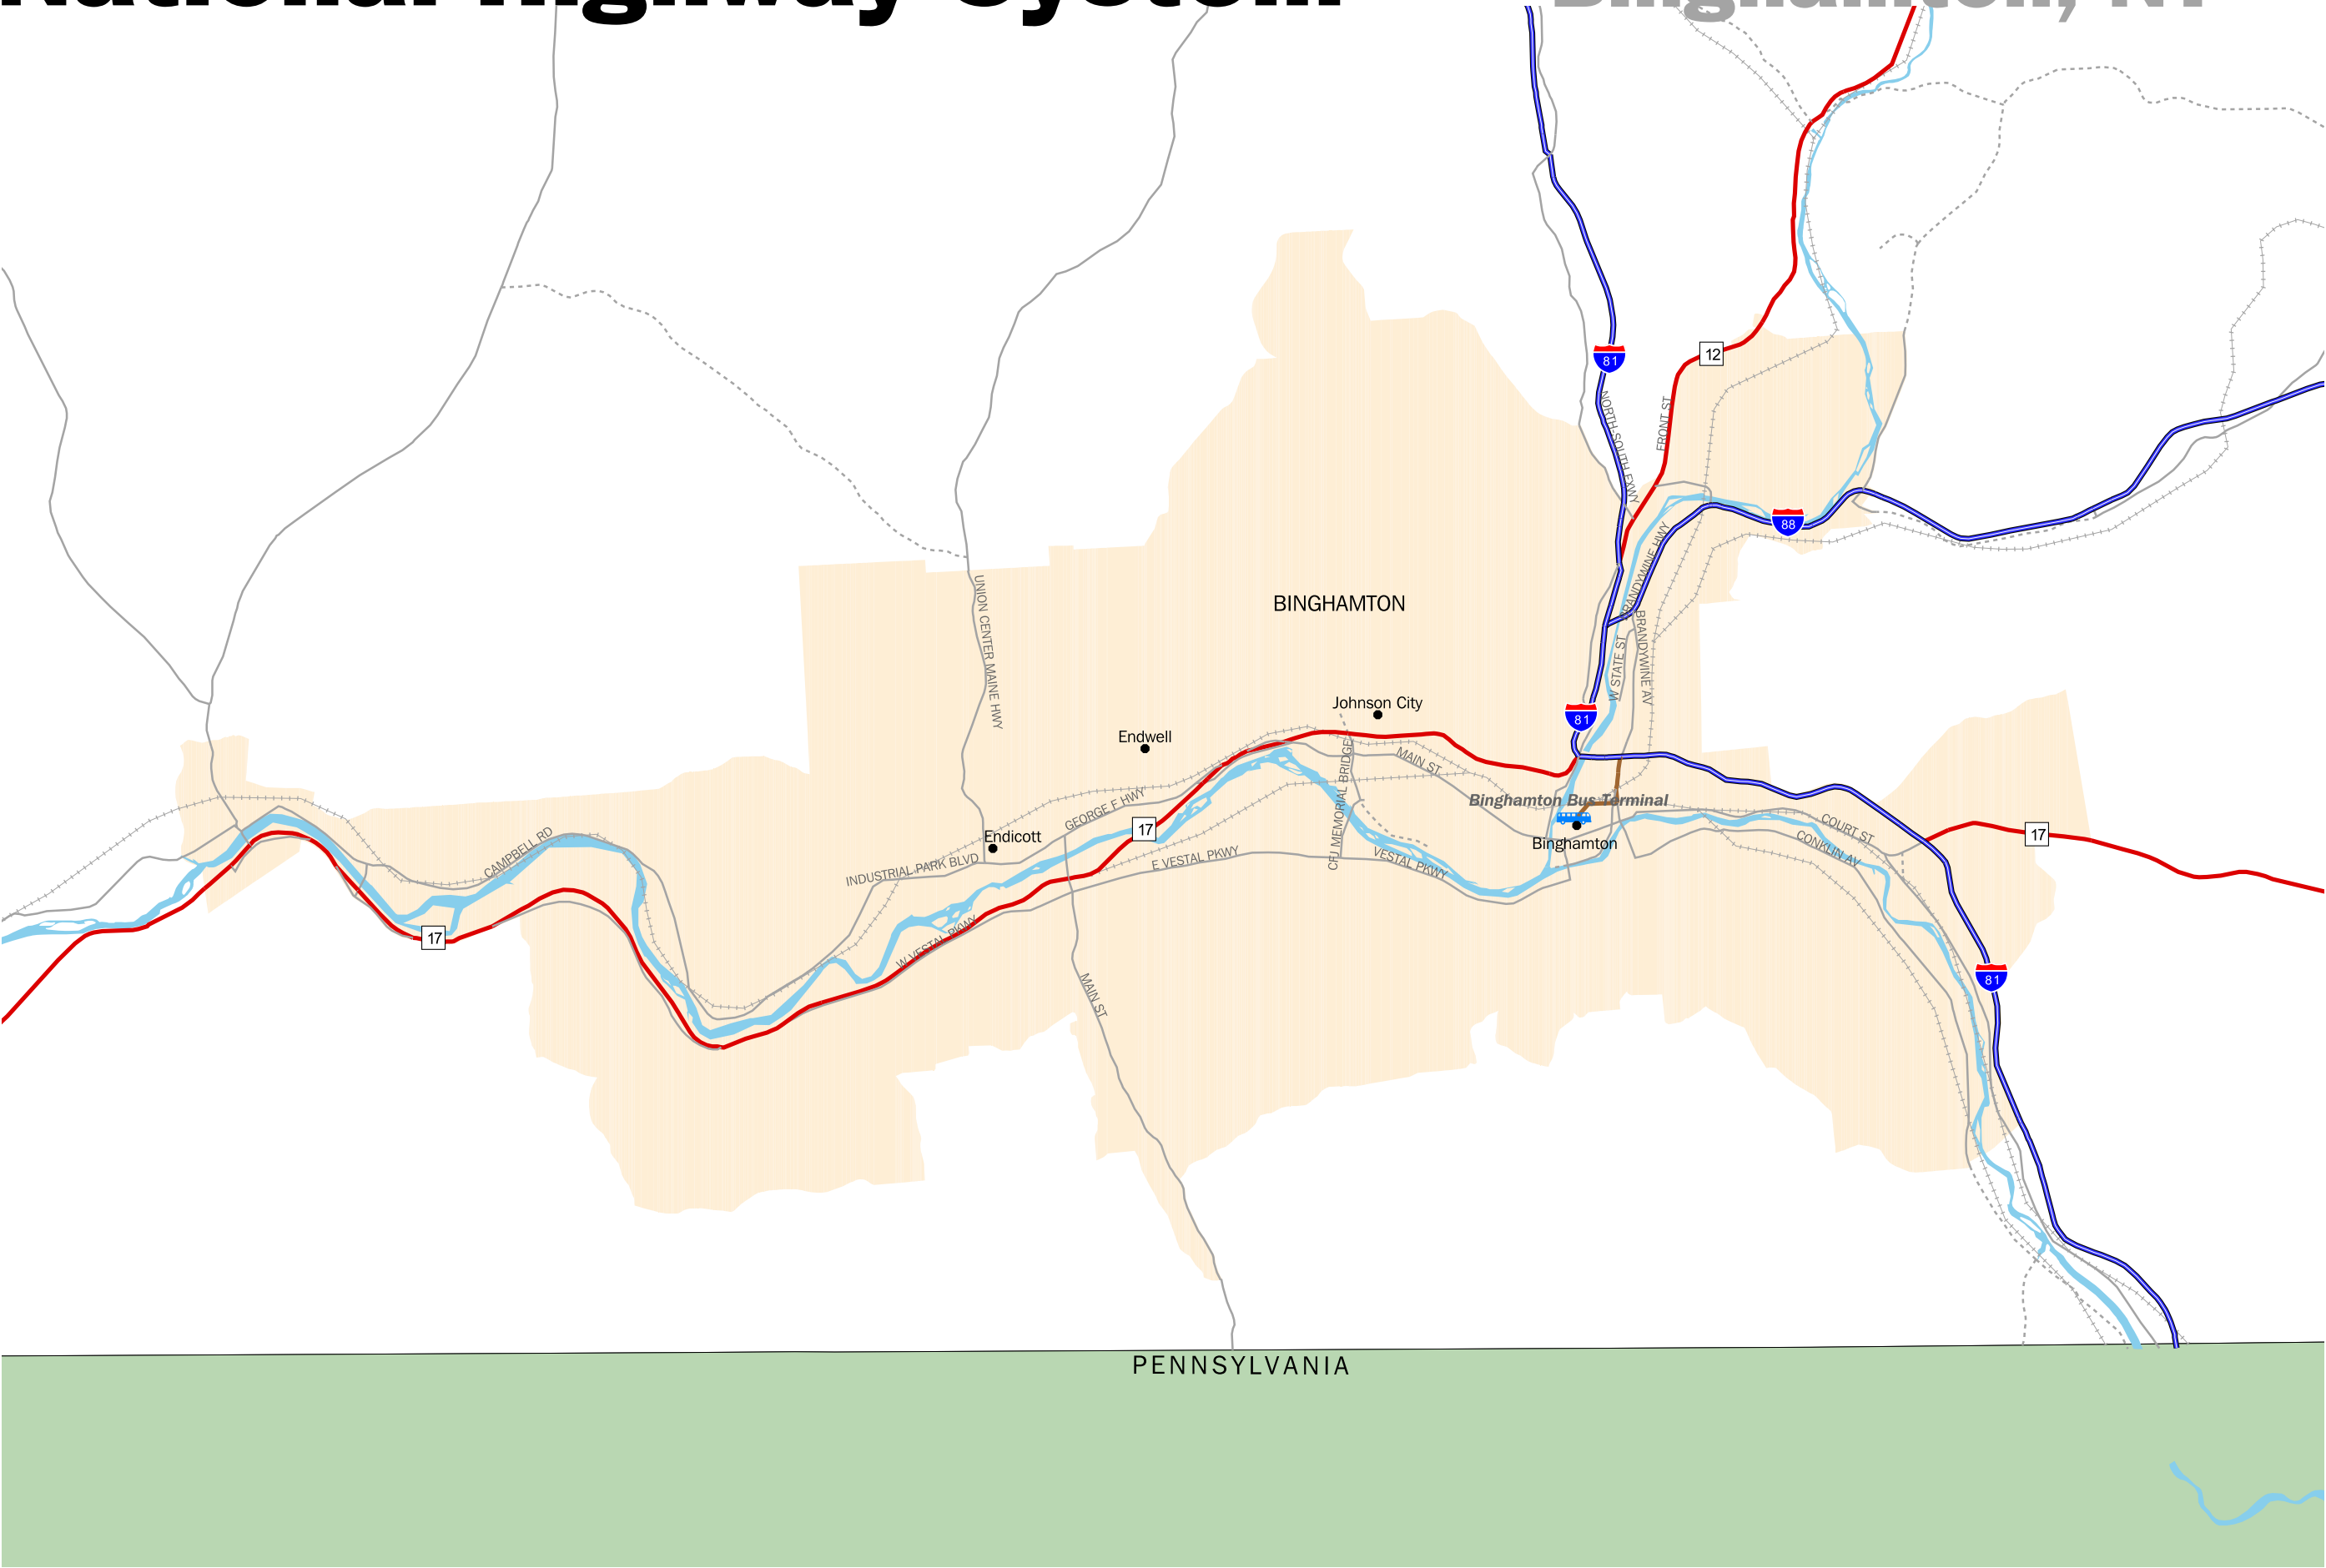 National Highway System
Binghamton, NY
81
12
NORTH-SOUTH EXWY
FRONT ST
88
BRANDYWINE HWY
UNION CENTER MAINE HWY
BINGHAMTON
W STATE ST
BRANDYWINE AV
Johnson City
81
Endwell
MAIN ST
CFJ MEMORIAL BRIDGE
Binghamton Bus Terminal
GEORGE F HWY
17
Endicott
Binghamton
COURT ST
CONKLIN AV
17
CAMPBELL RD
INDUSTRIAL PARK BLVD
E VESTAL PKWY
VESTAL PKWY
17
W VESTAL PKWY
MAIN ST
81
PENNSYLVANIA